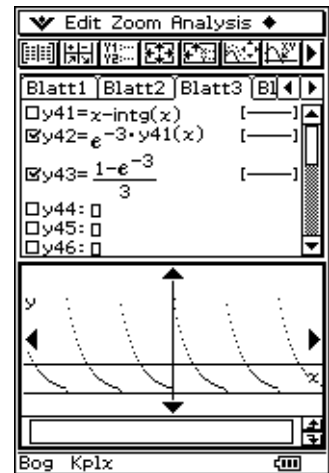 Edit Zoom Analysis
Blatt1 Blatt2 Blatt3 Bl
y41=x-intg(x) [—]
y42=e^-3·y41(x) [—]
y43=(1-e^-3)/3 [—]
y44:▯
y45:▯
y46:▯
y
x
Bog Kplx